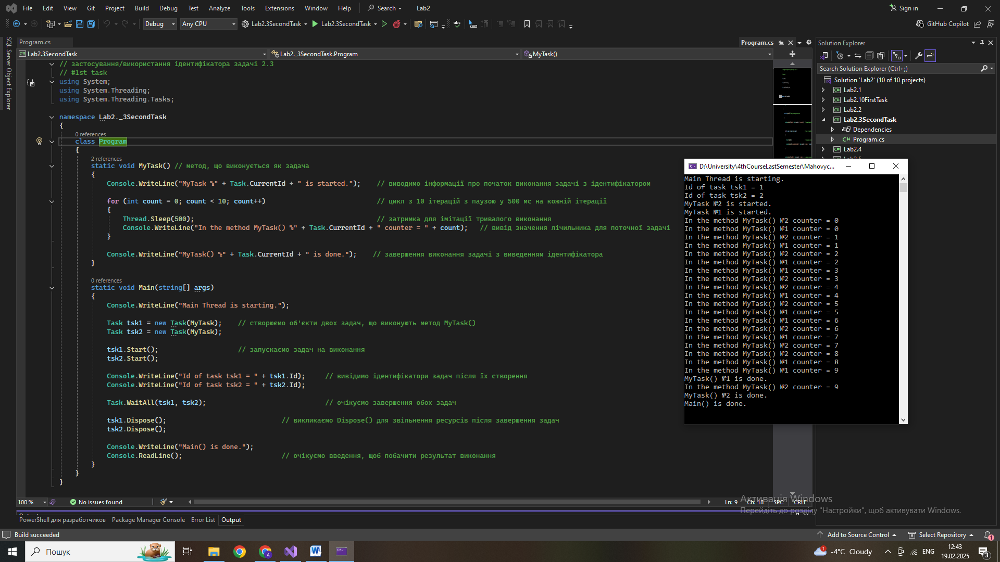 File Edit View Git Project Build Debug Test Analyze Tools Extensions Window Help Search Lab2 Sign in
Debug Any CPU Lab2.3SecondTask Lab2.3SecondTask GitHub Copilot
SQL Server Object Explorer
Program.cs
Program.cs
Lab2.3SecondTask Lab2._3SecondTask.Program MyTask()
// застосування/використання ідентифікатора задачі 2.3
// #1st task
using System;
using System.Threading;
using System.Threading.Tasks;
namespace Lab2._3SecondTask
{
0 references
class Program
{
2 references
static void MyTask() // метод, що виконується як задача
{
Console.WriteLine("MyTask №" + Task.CurrentId + " is started."); // виводимо інформації про початок виконання задачі з ідентифікатором
for (int count = 0; count < 10; count++) // цикл з 10 ітерацій з паузою у 500 мс на кожній ітерації
{
Thread.Sleep(500); // затримка для імітації тривалого виконання
Console.WriteLine("In the method MyTask() №" + Task.CurrentId + " counter = " + count); // вивід значення лічильника для поточної задачі
}
Console.WriteLine("MyTask() №" + Task.CurrentId + " is done."); // завершення виконання задачі з виведенням ідентифікатора
}
0 references
static void Main(string[] args)
{
Console.WriteLine("Main Thread is starting.");
Task tsk1 = new Task(MyTask); // створюємо об'єкти двох задач, що виконують метод MyTask()
Task tsk2 = new Task(MyTask);
tsk1.Start(); // запускаємо задач на виконання
tsk2.Start();
Console.WriteLine("Id of task tsk1 = " + tsk1.Id); // вивідимо ідентифікатори задач після їх створення
Console.WriteLine("Id of task tsk2 = " + tsk2.Id);
Task.WaitAll(tsk1, tsk2); // очікуємо завершення обох задач
tsk1.Dispose(); // викликаємо Dispose() для звільнення ресурсів після завершення задач
tsk2.Dispose();
Console.WriteLine("Main() is done.");
Console.ReadLine(); // очікуємо введення, щоб побачити результат виконання
}
}
}
Solution Explorer
Search Solution Explorer (Ctrl+;)
Solution 'Lab2' (10 of 10 projects)
Lab2.1
Lab2.10FirstTask
Lab2.2
Lab2.3SecondTask
Dependencies
Program.cs
Lab2.4
D:\University\4thCourseLastSemester\Mahovyc...
Main Thread is starting.
Id of task tsk1 = 1
Id of task tsk2 = 2
MyTask №2 is started.
MyTask №1 is started.
In the method MyTask() №2 counter = 0
In the method MyTask() №1 counter = 0
In the method MyTask() №2 counter = 1
In the method MyTask() №1 counter = 1
In the method MyTask() №2 counter = 2
In the method MyTask() №1 counter = 2
In the method MyTask() №1 counter = 3
In the method MyTask() №2 counter = 3
In the method MyTask() №2 counter = 4
In the method MyTask() №1 counter = 4
In the method MyTask() №2 counter = 5
In the method MyTask() №1 counter = 5
In the method MyTask() №1 counter = 6
In the method MyTask() №2 counter = 6
In the method MyTask() №1 counter = 7
In the method MyTask() №2 counter = 7
In the method MyTask() №2 counter = 8
In the method MyTask() №1 counter = 8
In the method MyTask() №1 counter = 9
MyTask() №1 is done.
In the method MyTask() №2 counter = 9
MyTask() №2 is done.
Main() is done.
100 % No issues found Ln: 9 Ch: 18 SPC CRLF
Активація Windows
Перейдіть до розділу "Настройки", щоб активувати Windows.
PowerShell для разработчиков Package Manager Console Error List Output
Build succeeded Add to Source Control Select Repository 1
Пошук 1 -4°C Cloudy ENG 12:43
19.02.2025 3